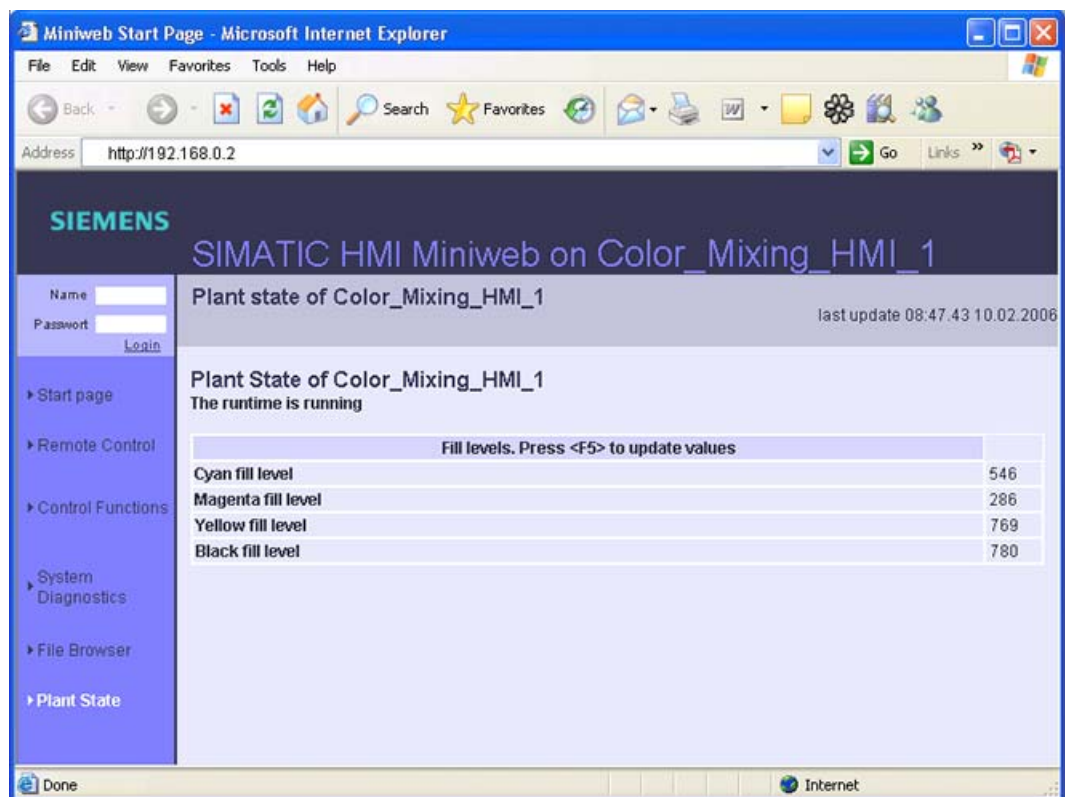 Miniweb Start Page - Microsoft Internet Explorer
File Edit View Favorites Tools Help
Back Search Favorites
Address http://192.168.0.2 Go Links »
SIEMENS
SIMATIC HMI Miniweb on Color_Mixing_HMI_1
Name
Passwort
Login
Plant state of Color_Mixing_HMI_1
last update 08:47.43 10.02.2006
Start page
Remote Control
Control Functions
System
Diagnostics
File Browser
Plant State
Plant State of Color_Mixing_HMI_1
The runtime is running
Fill levels. Press <F5> to update values
Cyan fill level 546
Magenta fill level 286
Yellow fill level 769
Black fill level 780
Done Internet